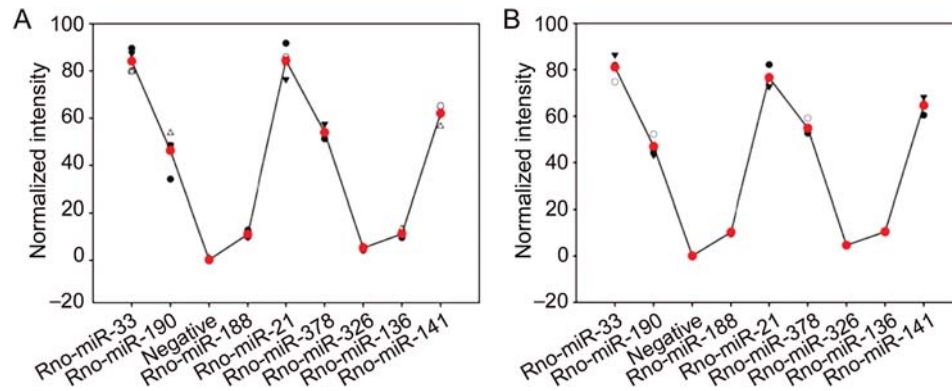 A
Normalized intensity
100
80
60
40
20
0
–20
Rno-miR-33
Rno-miR-190
Negative
Rno-miR-188
Rno-miR-21
Rno-miR-378
Rno-miR-326
Rno-miR-136
Rno-miR-141
B
Normalized intensity
100
80
60
40
20
0
–20
Rno-miR-33
Rno-miR-190
Negative
Rno-miR-188
Rno-miR-21
Rno-miR-378
Rno-miR-326
Rno-miR-136
Rno-miR-141